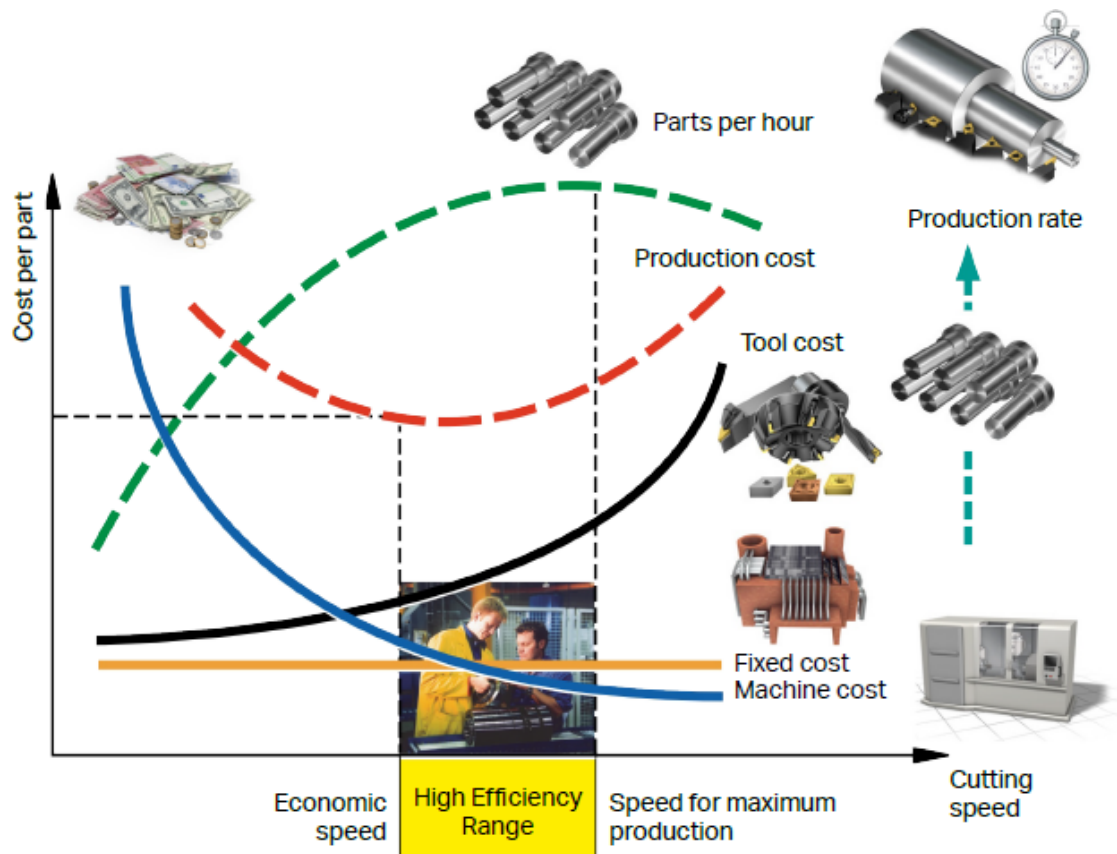 Parts per hour
Production rate
Cost per part
Production cost
Tool cost
Fixed cost
Machine cost
Economic
speed
High Efficiency
Range
Speed for maximum
production
Cutting
speed